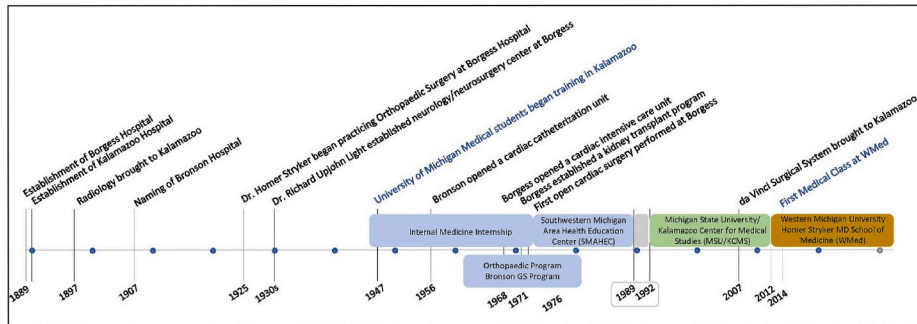 Establishment of Borgess Hospital
Establishment of Kalamazoo Hospital
Radiology brought to Kalamazoo
Naming of Bronson Hospital
Dr. Homer Stryker began practicing Orthopaedic Surgery at Borgess Hospital
Dr. Richard Upjohn Light established neurology/neurosurgery center at Borgess
University of Michigan Medical students began training in Kalamazoo
Bronson opened a cardiac catheterization unit
Borgess opened a cardiac intensive care unit
Borgess established a kidney transplant program
First open cardiac surgery performed at Borgess
da Vinci Surgical System brought to Kalamazoo
First Medical Class at WMed
Internal Medicine Internship
Southwestern Michigan
Area Health Education
Center (SMAHEC)
Michigan State University/
Kalamazoo Center for Medical
Studies (MSU/KCMS)
Western Michigan University
Homer Stryker MD School of
Medicine (WMed)
Orthopaedic Program
Bronson GS Program
1889
1897
1907
1925
1930s
1947
1956
1968
1971
1976
1989
1992
2007
2012
2014